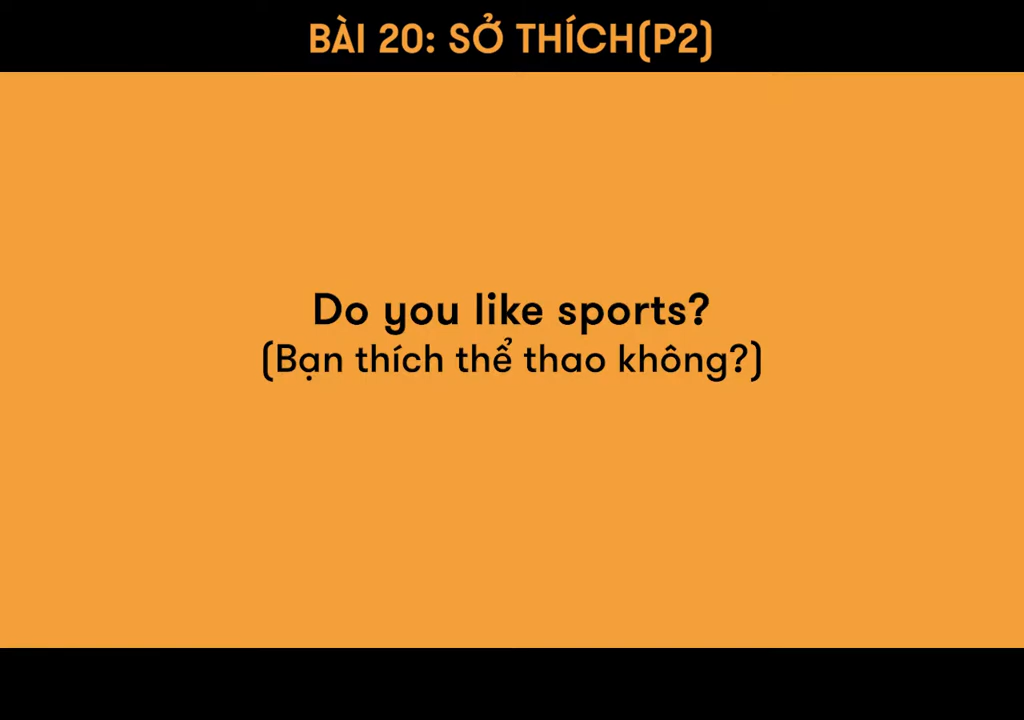 BÀI 20: SỞ THÍCH(P2)
Do you like sports?
(Bạn thích thể thao không?)